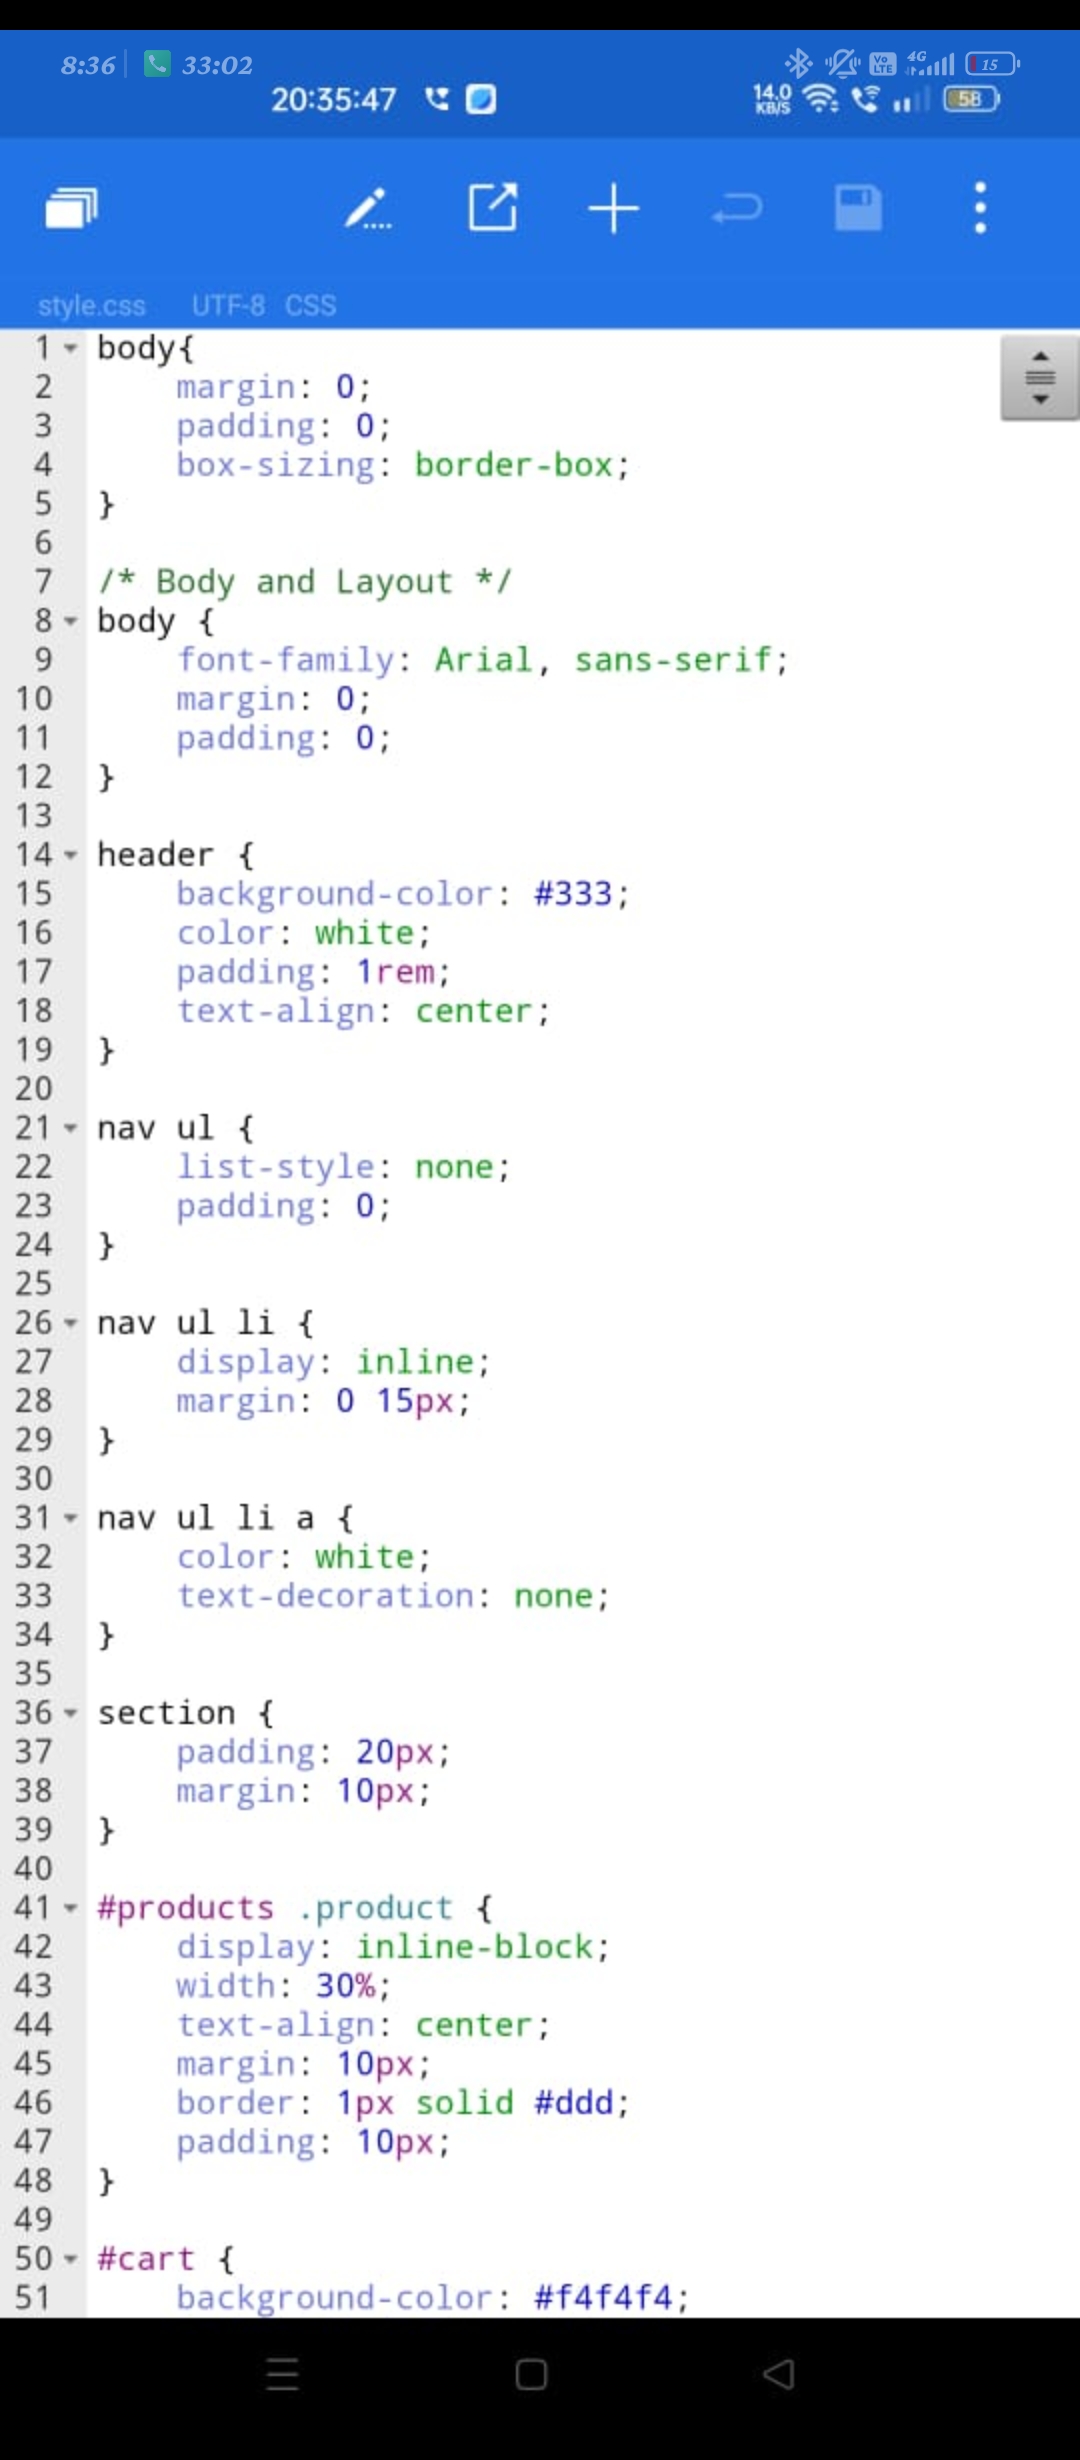 8:36 33:02 VO LTE 4G 15
20:35:47 14.0 KB/S 58
style.css UTF-8 CSS
1 body{
2     margin: 0;
3     padding: 0;
4     box-sizing: border-box;
5 }
6
7 /* Body and Layout */
8 body {
9     font-family: Arial, sans-serif;
10     margin: 0;
11     padding: 0;
12 }
13
14 header {
15     background-color: #333;
16     color: white;
17     padding: 1rem;
18     text-align: center;
19 }
20
21 nav ul {
22     list-style: none;
23     padding: 0;
24 }
25
26 nav ul li {
27     display: inline;
28     margin: 0 15px;
29 }
30
31 nav ul li a {
32     color: white;
33     text-decoration: none;
34 }
35
36 section {
37     padding: 20px;
38     margin: 10px;
39 }
40
41 #products .product {
42     display: inline-block;
43     width: 30%;
44     text-align: center;
45     margin: 10px;
46     border: 1px solid #ddd;
47     padding: 10px;
48 }
49
50 #cart {
51     background-color: #f4f4f4;